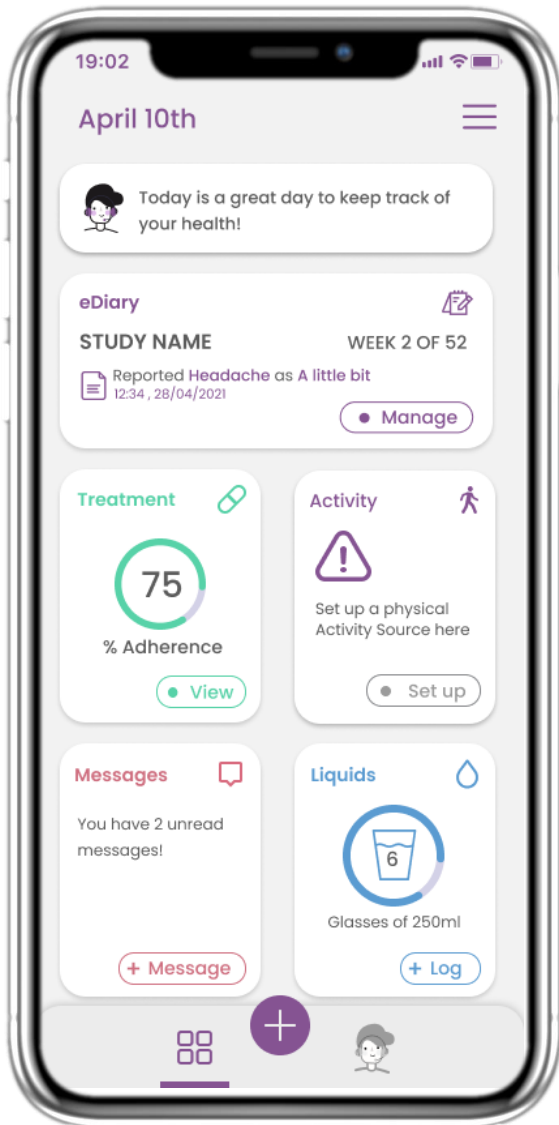 19:02
April 10th
Today is a great day to keep track of
your health!
eDiary
STUDY NAME
WEEK 2 OF 52
Reported Headache as A little bit
12:34 , 28/04/2021
Manage
Treatment
75
% Adherence
View
Activity
!
Set up a physical
Activity Source here
Set up
Messages
You have 2 unread
messages!
+ Message
Liquids
6
Glasses of 250ml
+ Log
+